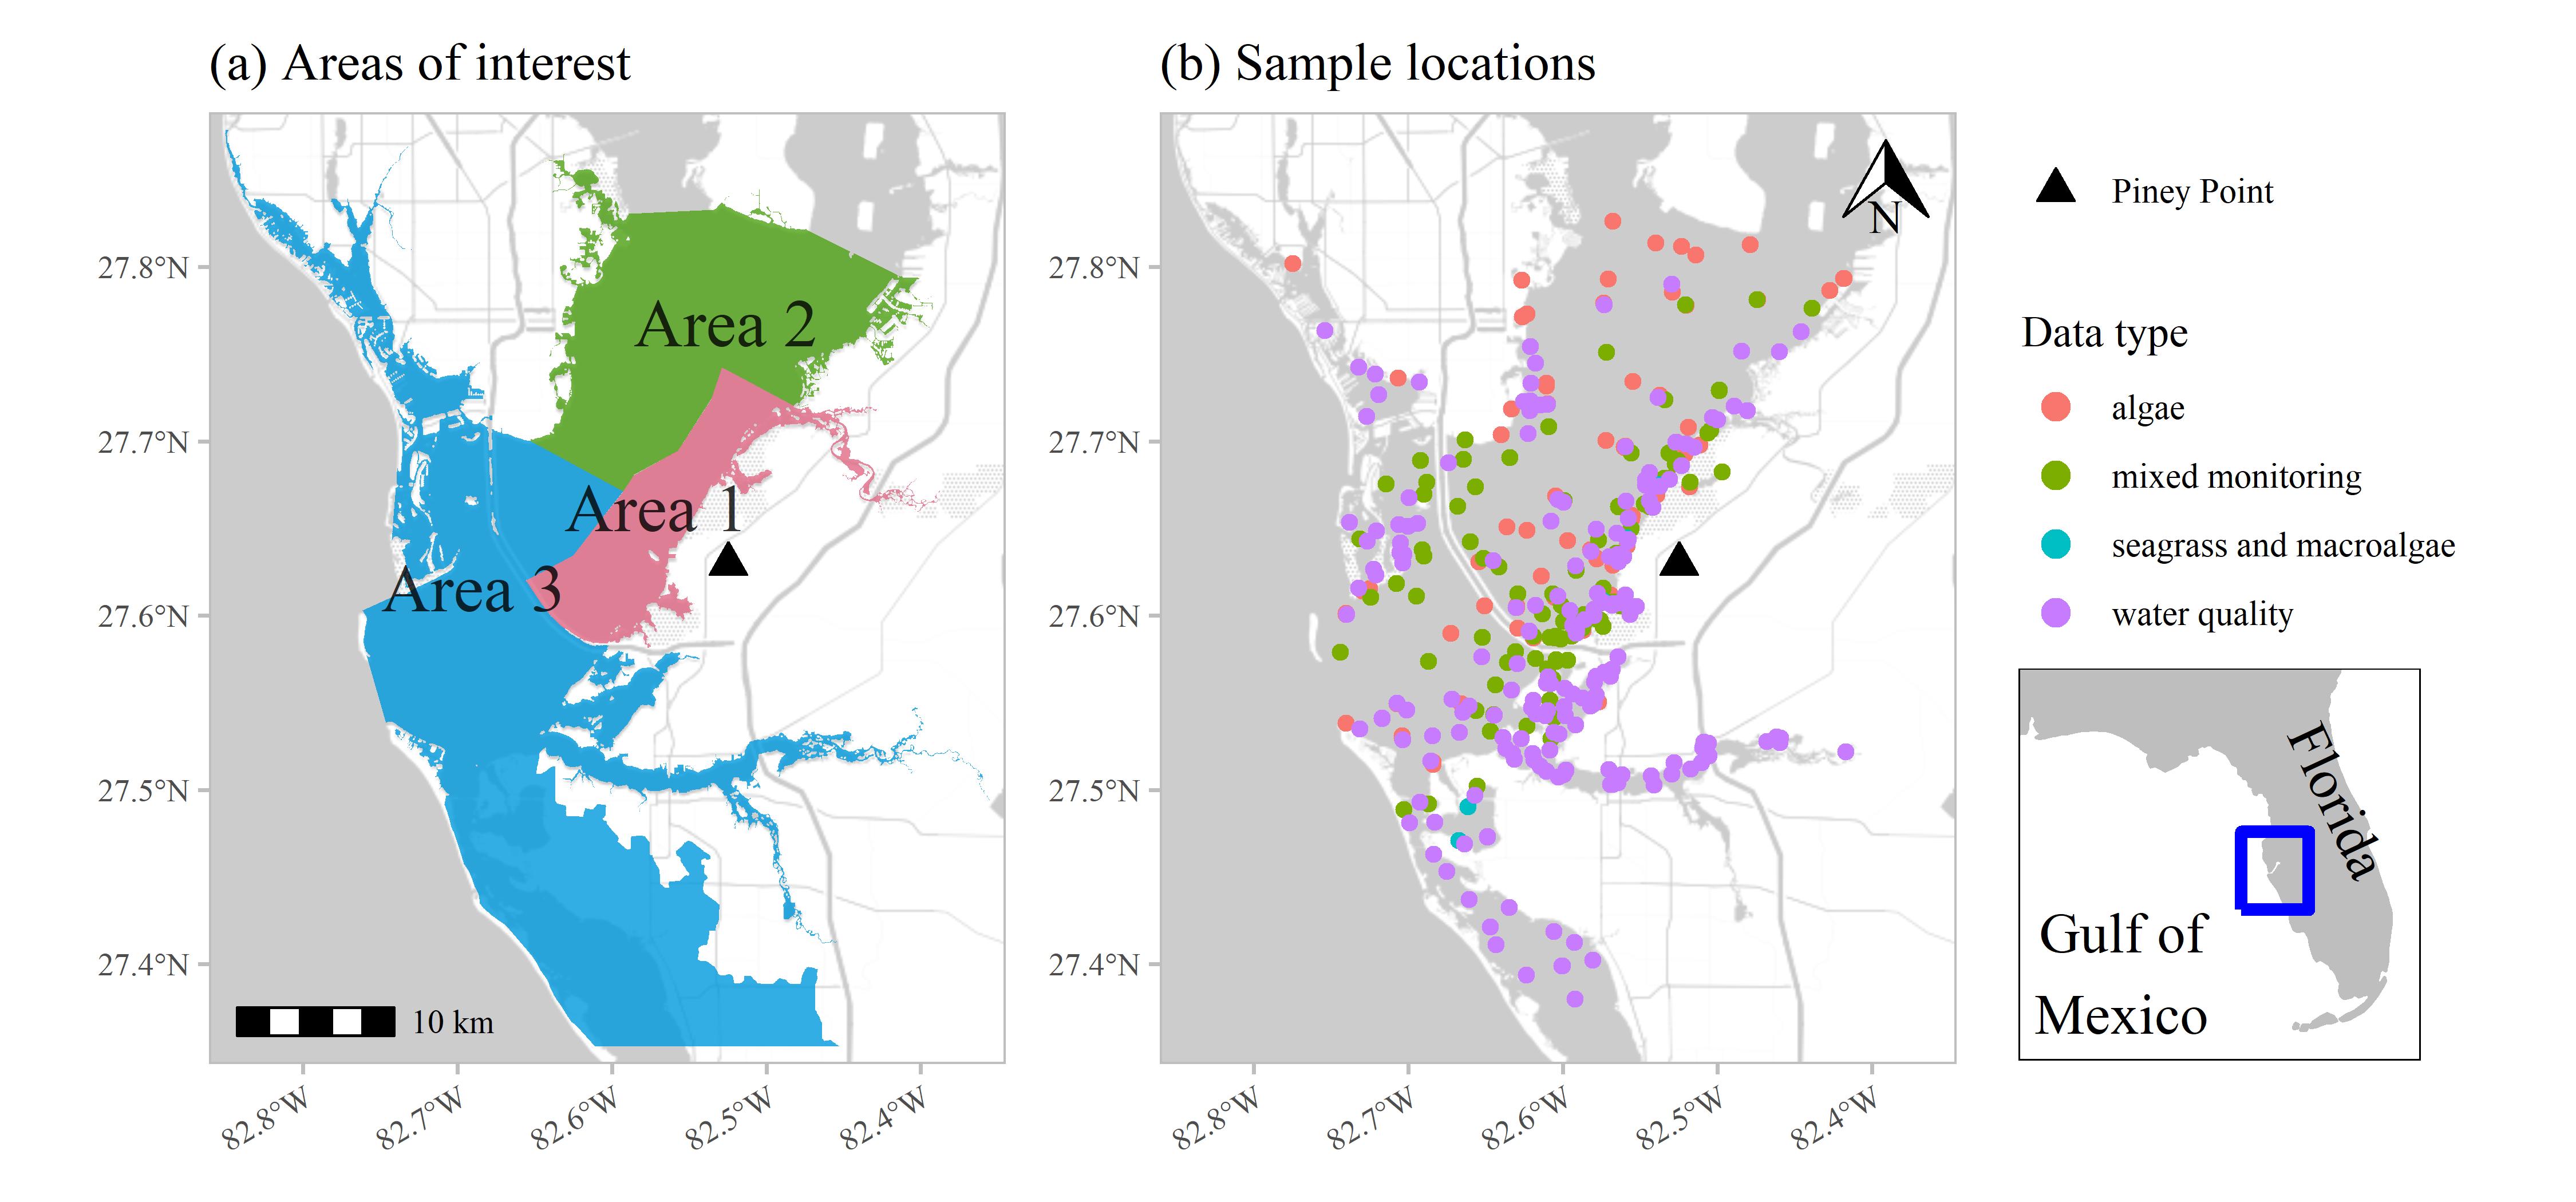 (a) Areas of interest
27.8°N
27.7°N
27.6°N
27.5°N
27.4°N
Area 2
Area 1
Area 3
10 km
82.8°W
82.7°W
82.6°W
82.5°W
82.4°W
(b) Sample locations
27.8°N
27.7°N
27.6°N
27.5°N
27.4°N
N
82.8°W
82.7°W
82.6°W
82.5°W
82.4°W
Piney Point
Data type
algae
mixed monitoring
seagrass and macroalgae
water quality
Florida
Gulf of
Mexico